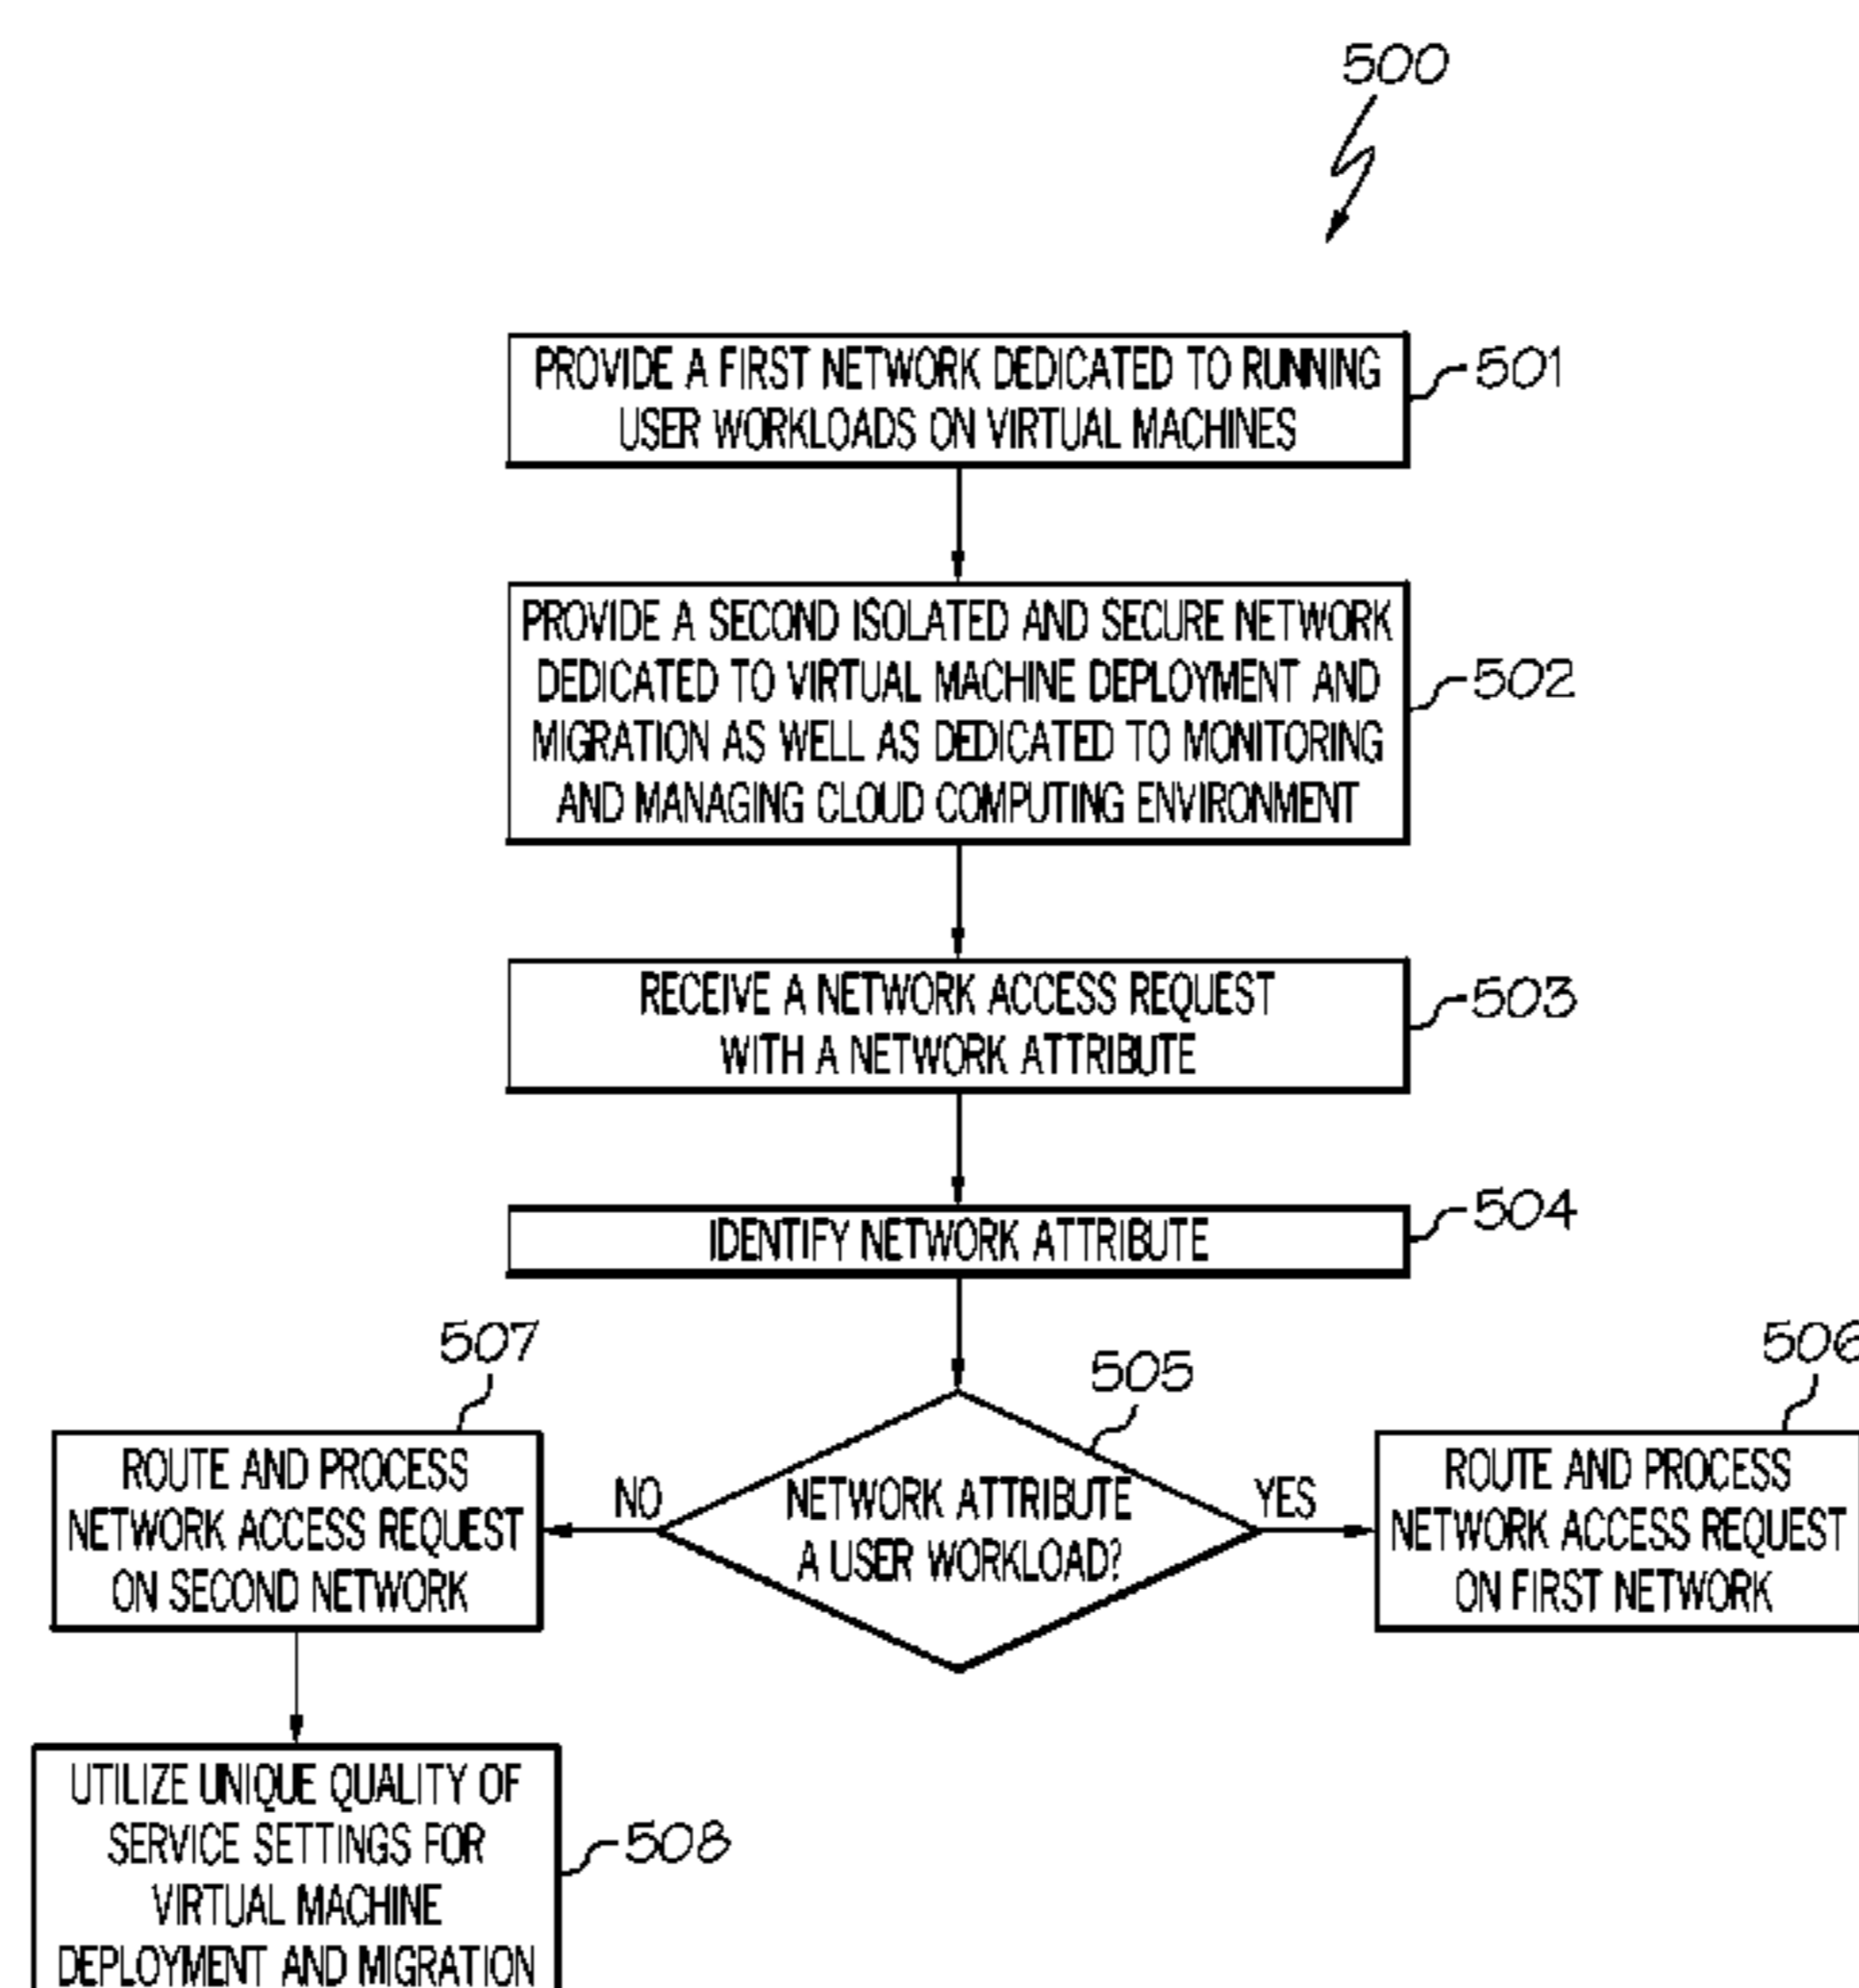 500
PROVIDE A FIRST NETWORK DEDICATED TO RUNNING
USER WORKLOADS ON VIRTUAL MACHINES
501
PROVIDE A SECOND ISOLATED AND SECURE NETWORK
DEDICATED TO VIRTUAL MACHINE DEPLOYMENT AND
MIGRATION AS WELL AS DEDICATED TO MONITORING
AND MANAGING CLOUD COMPUTING ENVIRONMENT
502
RECEIVE A NETWORK ACCESS REQUEST
WITH A NETWORK ATTRIBUTE
503
IDENTIFY NETWORK ATTRIBUTE
504
505
NETWORK ATTRIBUTE
A USER WORKLOAD?
YES
506
ROUTE AND PROCESS
NETWORK ACCESS REQUEST
ON FIRST NETWORK
NO
507
ROUTE AND PROCESS
NETWORK ACCESS REQUEST
ON SECOND NETWORK
UTILIZE UNIQUE QUALITY OF
SERVICE SETTINGS FOR
VIRTUAL MACHINE
DEPLOYMENT AND MIGRATION
508